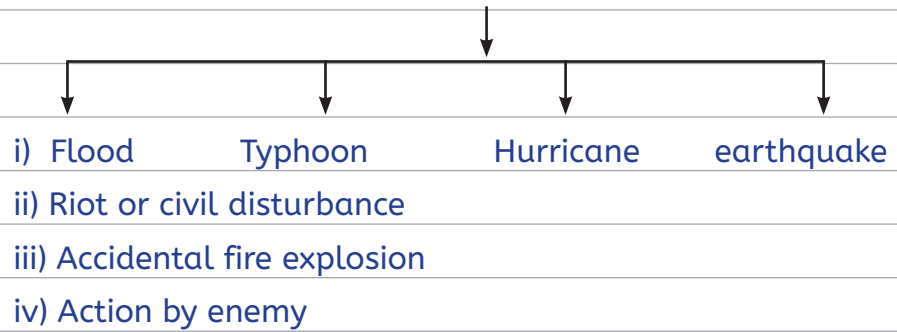 i) Flood Typhoon Hurricane earthquake
ii) Riot or civil disturbance
iii) Accidental fire explosion
iv) Action by enemy